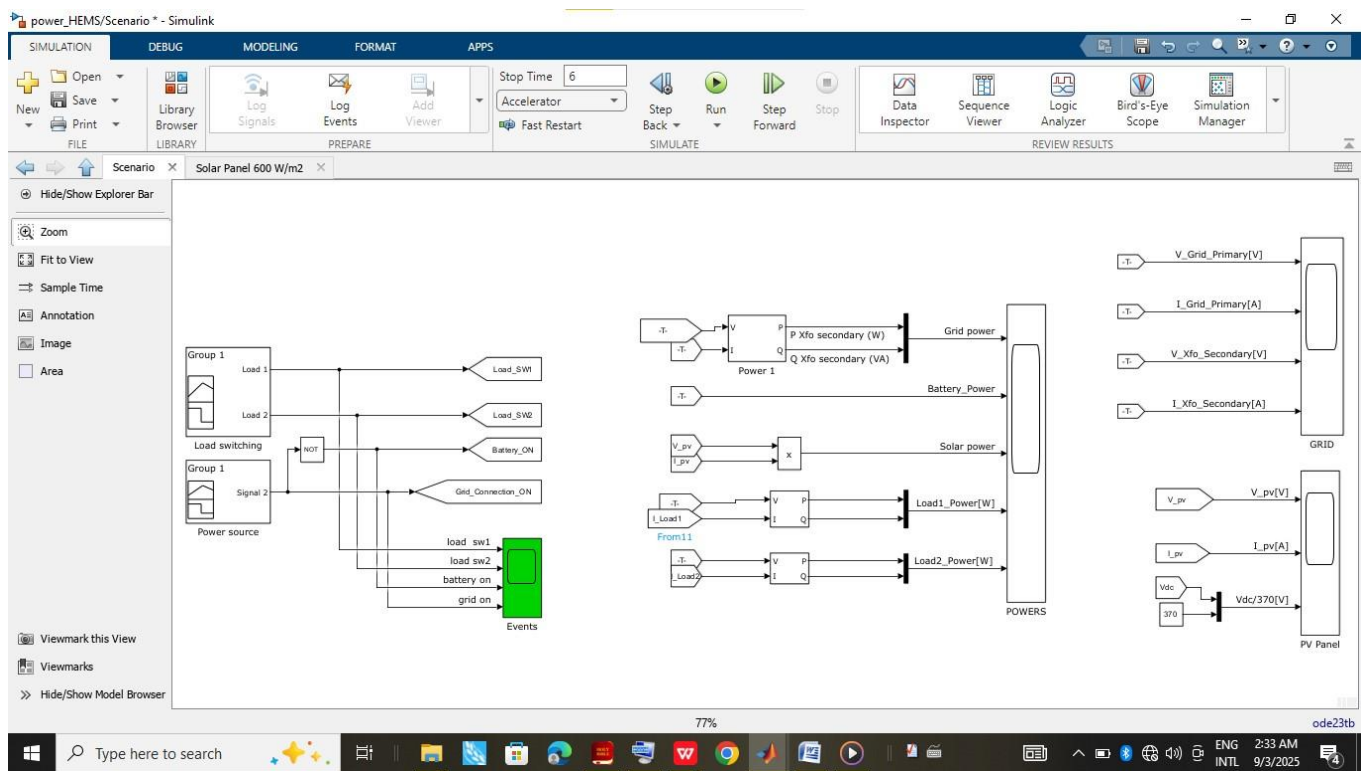 power_HEMS/Scenario * - Simulink
SIMULATION DEBUG MODELING FORMAT APPS
New
Open
Save
Print
FILE
Library Browser
LIBRARY
Log Signals
Log Events
Add Viewer
PREPARE
Stop Time 6
Accelerator
Fast Restart
Step Back
Run
Step Forward
Stop
SIMULATE
Data Inspector
Sequence Viewer
Logic Analyzer
Bird's-Eye Scope
Simulation Manager
REVIEW RESULTS
Scenario
Solar Panel 600 W/m2
Hide/Show Explorer Bar
Zoom
Fit to View
Sample Time
Annotation
Image
Area
Viewmark this View
Viewmarks
Hide/Show Model Browser
Group 1
Load 1
Load 2
Load switching
Group 1
Signal 2
Power source
NOT
Load_SW1
Load_SW2
Battery_ON
Grid_Connection_ON
load sw1
load sw2
battery on
grid on
Events
-T-
-T-
V P
I Q
Power 1
P Xfo secondary (W)
Q Xfo secondary (VA)
Grid power
-T-
Battery_Power
V_pv
I_pv
x
Solar power
-T-
I_Load1
From11
V P
I Q
Load1_Power[W]
-T-
I_Load2
V P
I Q
Load2_Power[W]
POWERS
-T- V_Grid_Primary[V]
-T- I_Grid_Primary[A]
-T- V_Xfo_Secondary[V]
-T- I_Xfo_Secondary[A]
GRID
V_pv V_pv[V]
I_pv I_pv[A]
Vdc
370
Vdc/370[V]
PV Panel
77%
ode23tb
Type here to search
ENG
INTL
2:33 AM
9/3/2025
4